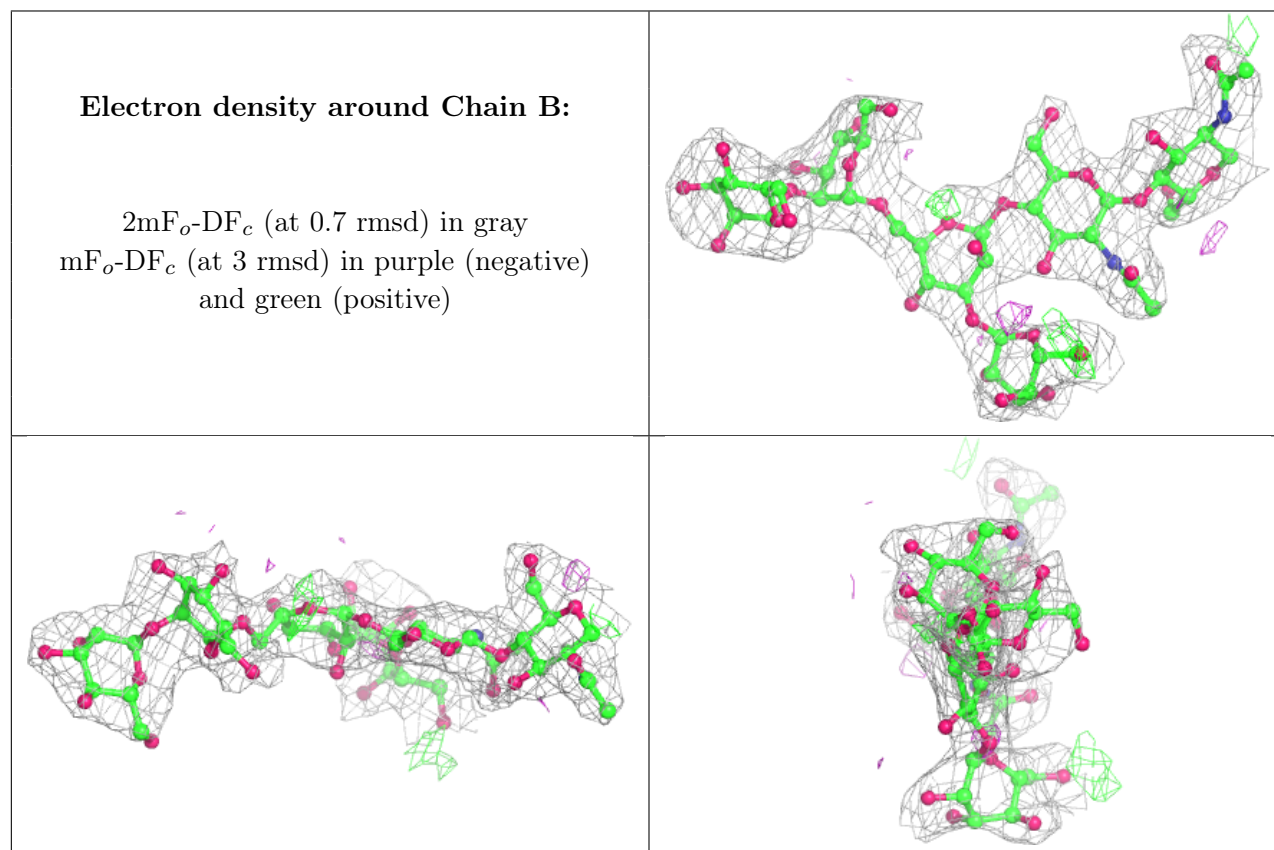 Electron density around Chain B:
2mFₒ-DF𝒸 (at 0.7 rmsd) in gray
mFₒ-DF𝒸 (at 3 rmsd) in purple (negative)
and green (positive)